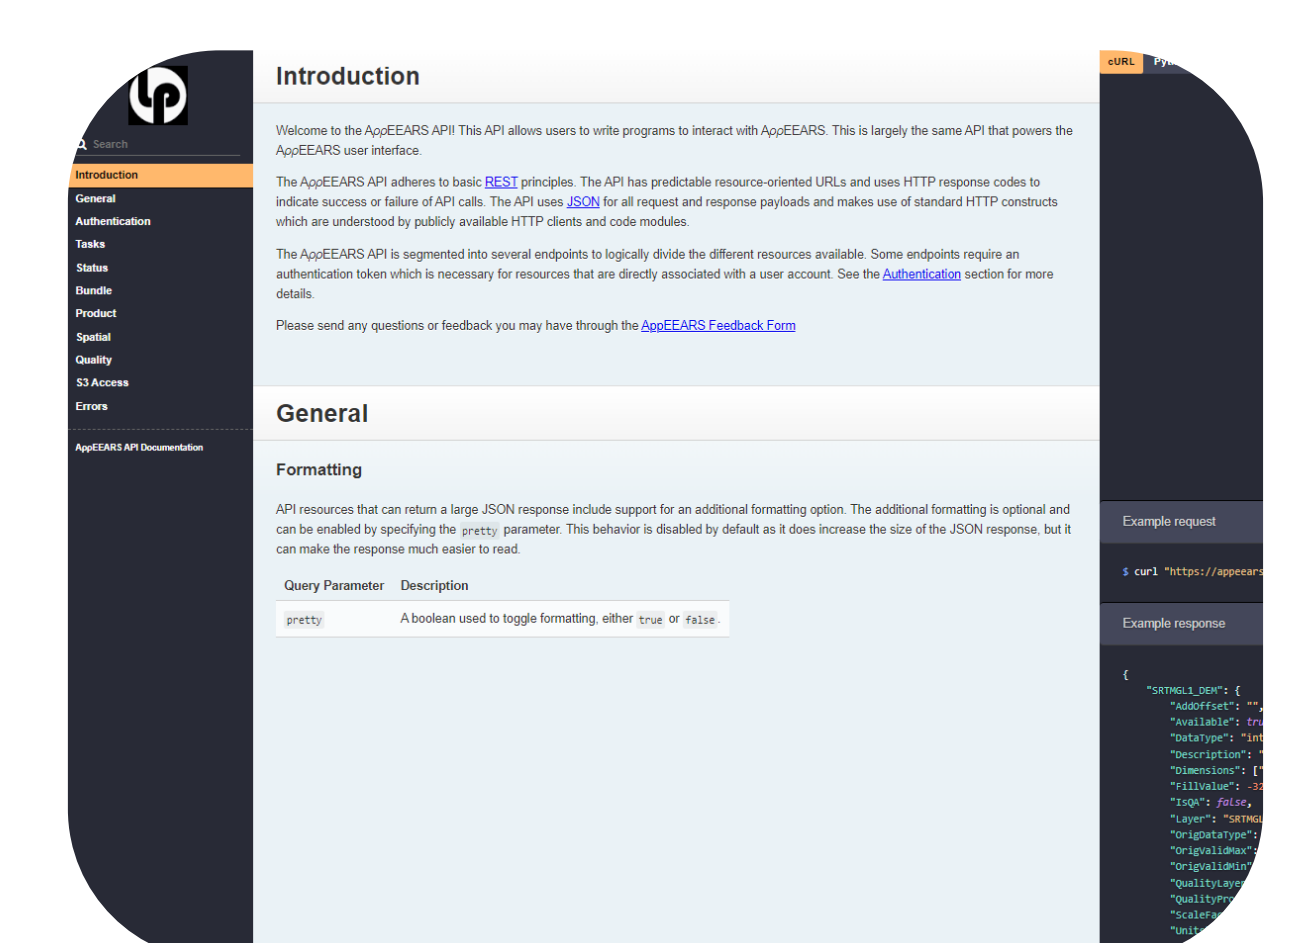 Lp
Search
Introduction
General
Authentication
Tasks
Status
Bundle
Product
Spatial
Quality
S3 Access
Errors
AρρEEARS API Documentation
Introduction
Welcome to the AρρEEARS API! This API allows users to write programs to interact with AρρEEARS. This is largely the same API that powers the
AρρEEARS user interface.
The AρρEEARS API adheres to basic REST principles. The API has predictable resource-oriented URLs and uses HTTP response codes to
indicate success or failure of API calls. The API uses JSON for all request and response payloads and makes use of standard HTTP constructs
which are understood by publicly available HTTP clients and code modules.
The AρρEEARS API is segmented into several endpoints to logically divide the different resources available. Some endpoints require an
authentication token which is necessary for resources that are directly associated with a user account. See the Authentication section for more
details.
Please send any questions or feedback you may have through the AppEEARS Feedback Form
General
Formatting
API resources that can return a large JSON response include support for an additional formatting option. The additional formatting is optional and
can be enabled by specifying the pretty parameter. This behavior is disabled by default as it does increase the size of the JSON response, but it
can make the response much easier to read.
Query Parameter Description
pretty A boolean used to toggle formatting, either true or false.
cURL
Example request
$ curl "https://appeears
Example response
{
"SRTMGL1_DEM": {
"AddOffset": "",
"Available": tru
"DataType": "int
"Description": "
"Dimensions": ["
"FillValue": -32
"IsQA": false,
"Layer": "SRTMGL
"OrigDataType":
"OrigValidMax":
"OrigValidMin"
"QualityLaye
"QualityPro
"ScaleFa
"Units